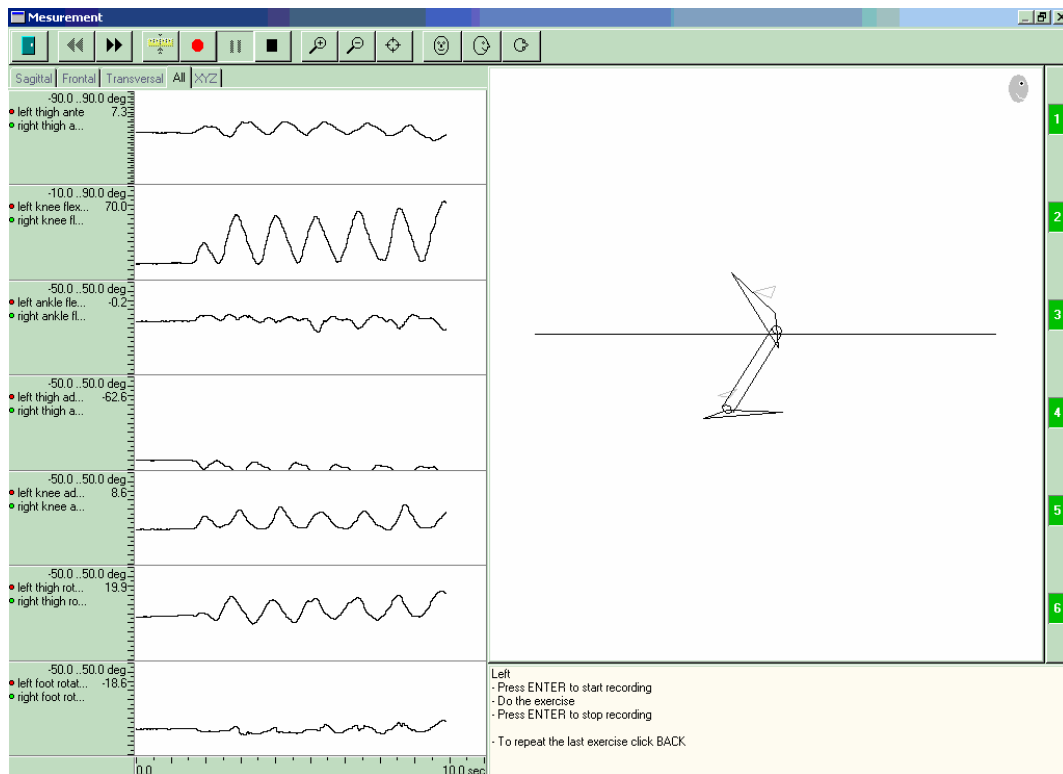 Mesurement
Sagittal Frontal Transversal All XYZ
-90.0 ..90.0 deg
left thigh ante 7.3
right thigh a...
-10.0 ..90.0 deg
left knee flex... 70.0
right knee fl...
-50.0 ..50.0 deg
left ankle fle... -0.2
right ankle fl...
-50.0 ..50.0 deg
left thigh ad... -62.6
right thigh a...
-50.0 ..50.0 deg
left knee ad... 8.6
right knee a...
-50.0 ..50.0 deg
left thigh rot... 19.9
right thigh ro...
-50.0 ..50.0 deg
left foot rotat... -18.6
right foot rot...
0.0 10.0 sec
1
2
3
4
5
6
Left
- Press ENTER to start recording
- Do the exercise
- Press ENTER to stop recording
- To repeat the last exercise click BACK